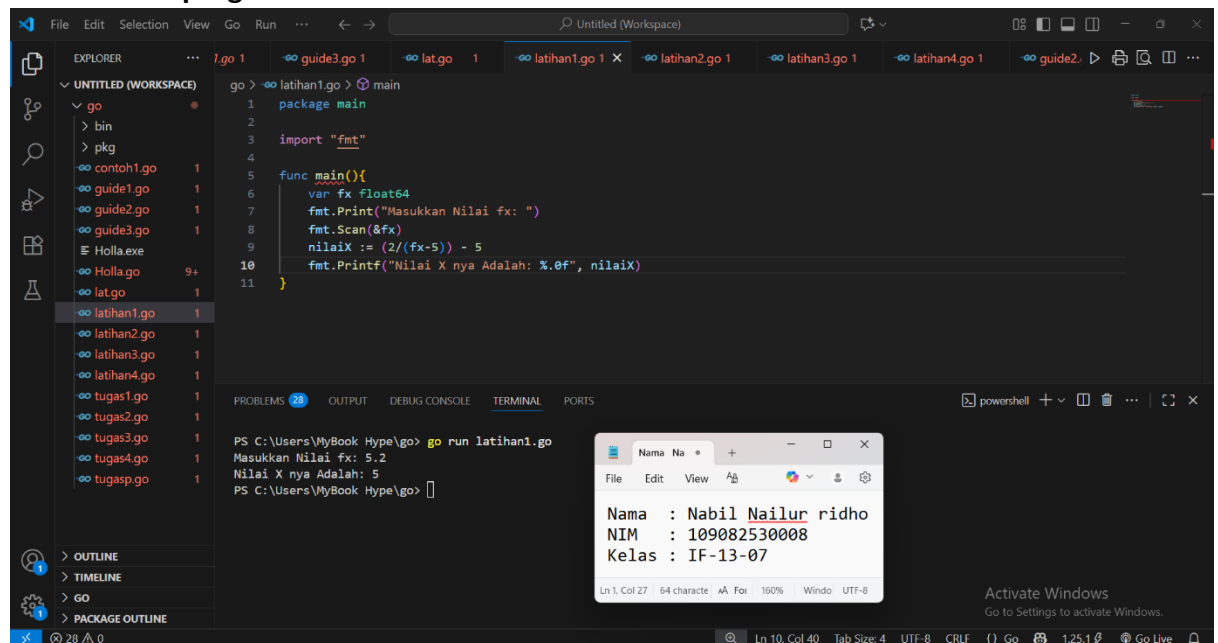 File Edit Selection View Go Run ··· Untitled (Workspace)
EXPLORER ···
1.go 1 guide3.go 1 lat.go 1 latihan1.go 1 latihan2.go 1 latihan3.go 1 latihan4.go 1 guide2. ···
UNTITLED (WORKSPACE)
go
bin
pkg
contoh1.go 1
guide1.go 1
guide2.go 1
guide3.go 1
Holla.exe
Holla.go 9+
lat.go 1
latihan1.go 1
latihan2.go 1
latihan3.go 1
latihan4.go 1
tugas1.go 1
tugas2.go 1
tugas3.go 1
tugas4.go 1
tugasp.go 1
OUTLINE
TIMELINE
GO
PACKAGE OUTLINE
go > latihan1.go > main
1 package main
2
3 import "fmt"
4
5 func main(){
6 var fx float64
7 fmt.Print("Masukkan Nilai fx: ")
8 fmt.Scan(&fx)
9 nilaiX := (2/(fx-5)) - 5
10 fmt.Printf("Nilai X nya Adalah: %.0f", nilaiX)
11 }
PROBLEMS 28 OUTPUT DEBUG CONSOLE TERMINAL PORTS
powershell
PS C:\Users\MyBook Hype\go> go run latihan1.go
Masukkan Nilai fx: 5.2
Nilai X nya Adalah: 5
PS C:\Users\MyBook Hype\go>
Nama Na
File Edit View
Nama : Nabil Nailur ridho
NIM : 109082530008
Kelas : IF-13-07
Ln 1, Col 27 64 characte For 160% Windo UTF-8
Activate Windows
Go to Settings to activate Windows.
28 0 Ln 10, Col 40 Tab Size: 4 UTF-8 CRLF {} Go 1.25.1 Go Live